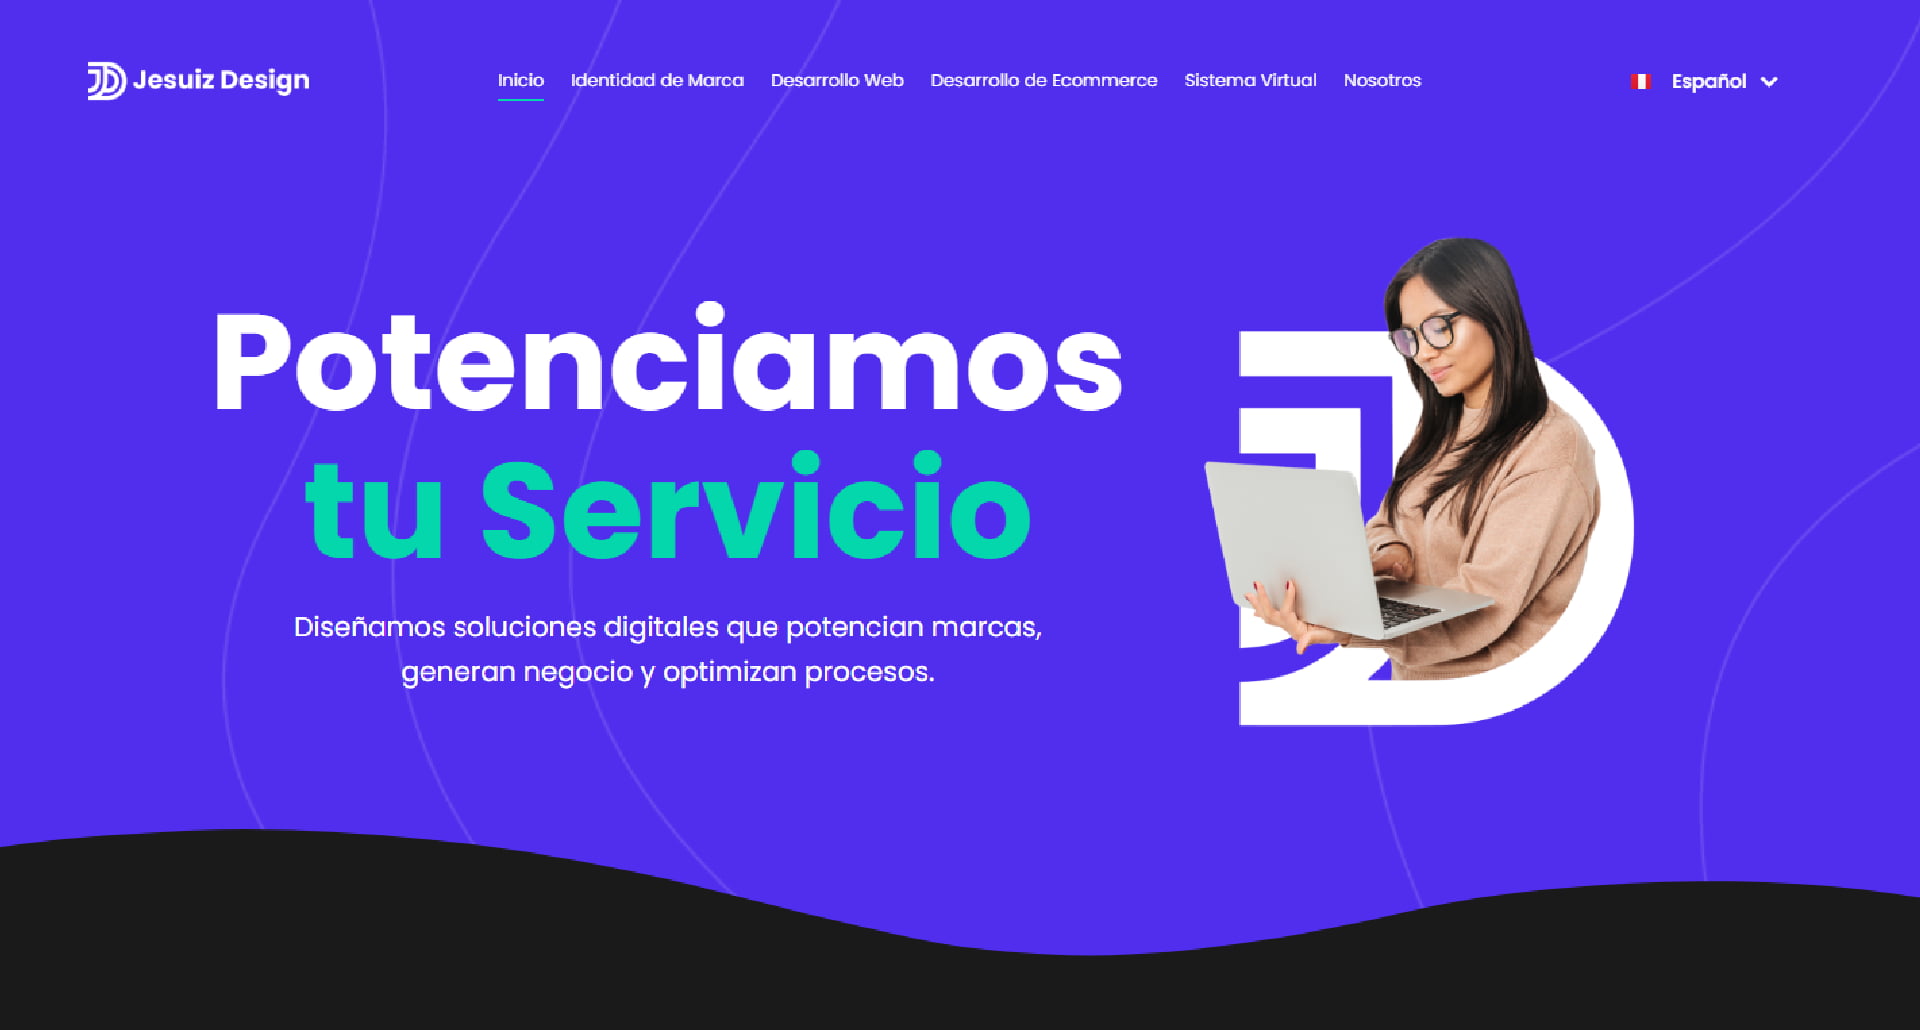 Jesuiz Design
Inicio Identidad de Marca Desarrollo Web Desarrollo de Ecommerce Sistema Virtual Nosotros
Español
Potenciamos
tu Servicio
Diseñamos soluciones digitales que potencian marcas,
generan negocio y optimizan procesos.